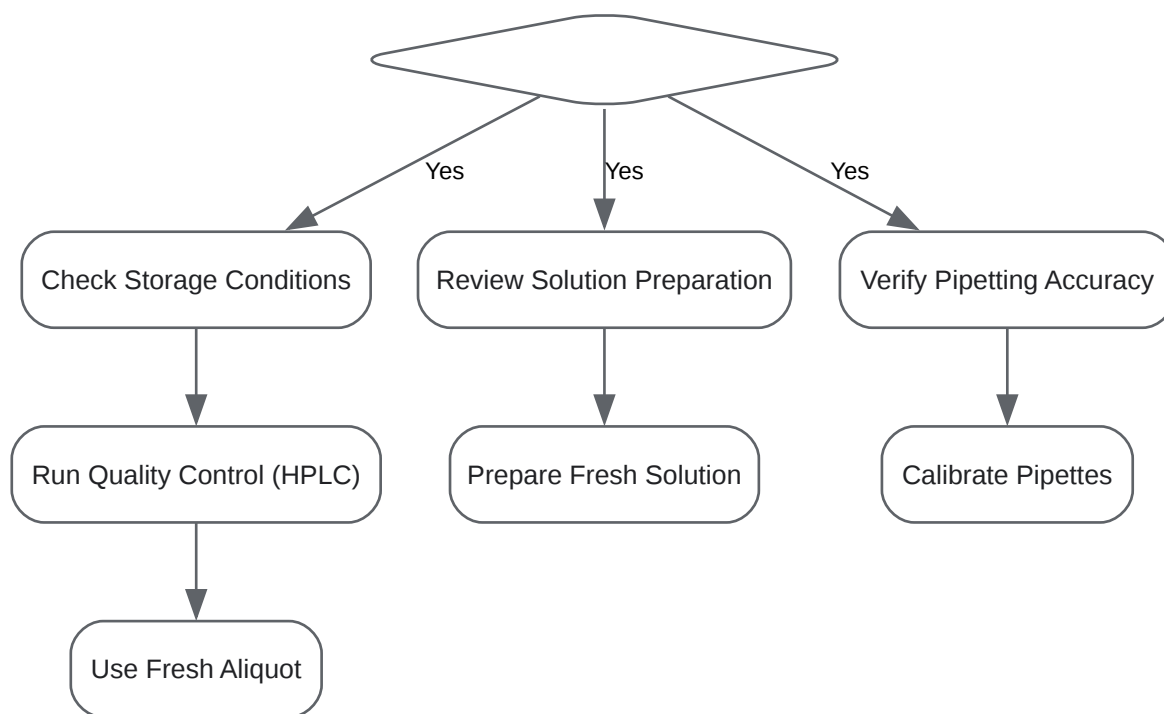 Yes
Yes
Yes
Check Storage Conditions
Review Solution Preparation
Verify Pipetting Accuracy
Run Quality Control (HPLC)
Prepare Fresh Solution
Calibrate Pipettes
Use Fresh Aliquot